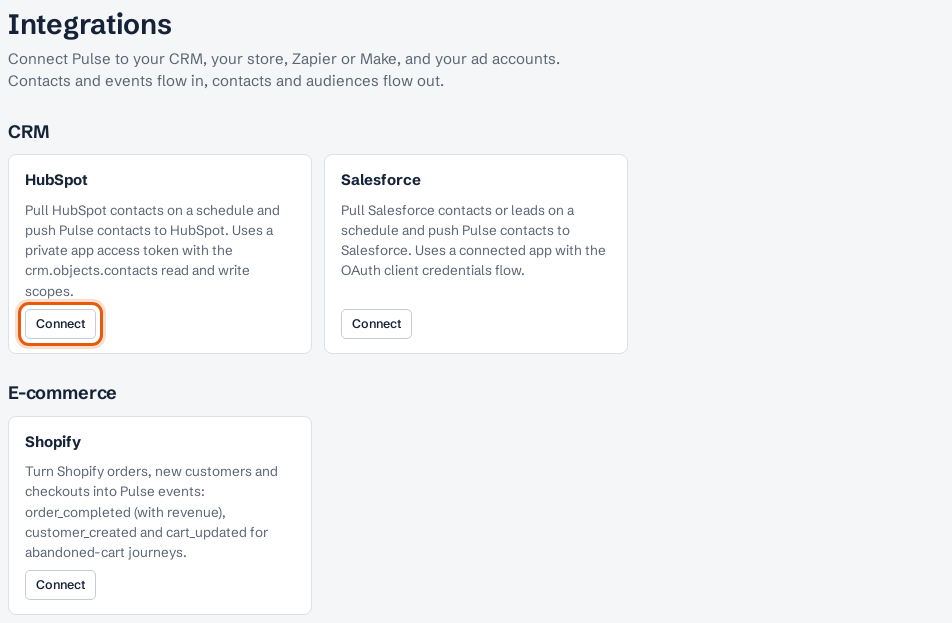 Integrations
Connect Pulse to your CRM, your store, Zapier or Make, and your ad accounts.
Contacts and events flow in, contacts and audiences flow out.
CRM
HubSpot
Pull HubSpot contacts on a schedule and
push Pulse contacts to HubSpot. Uses a
private app access token with the
crm.objects.contacts read and write
scopes.
Connect
Salesforce
Pull Salesforce contacts or leads on a
schedule and push Pulse contacts to
Salesforce. Uses a connected app with the
OAuth client credentials flow.
Connect
E-commerce
Shopify
Turn Shopify orders, new customers and
checkouts into Pulse events:
order_completed (with revenue),
customer_created and cart_updated for
abandoned-cart journeys.
Connect